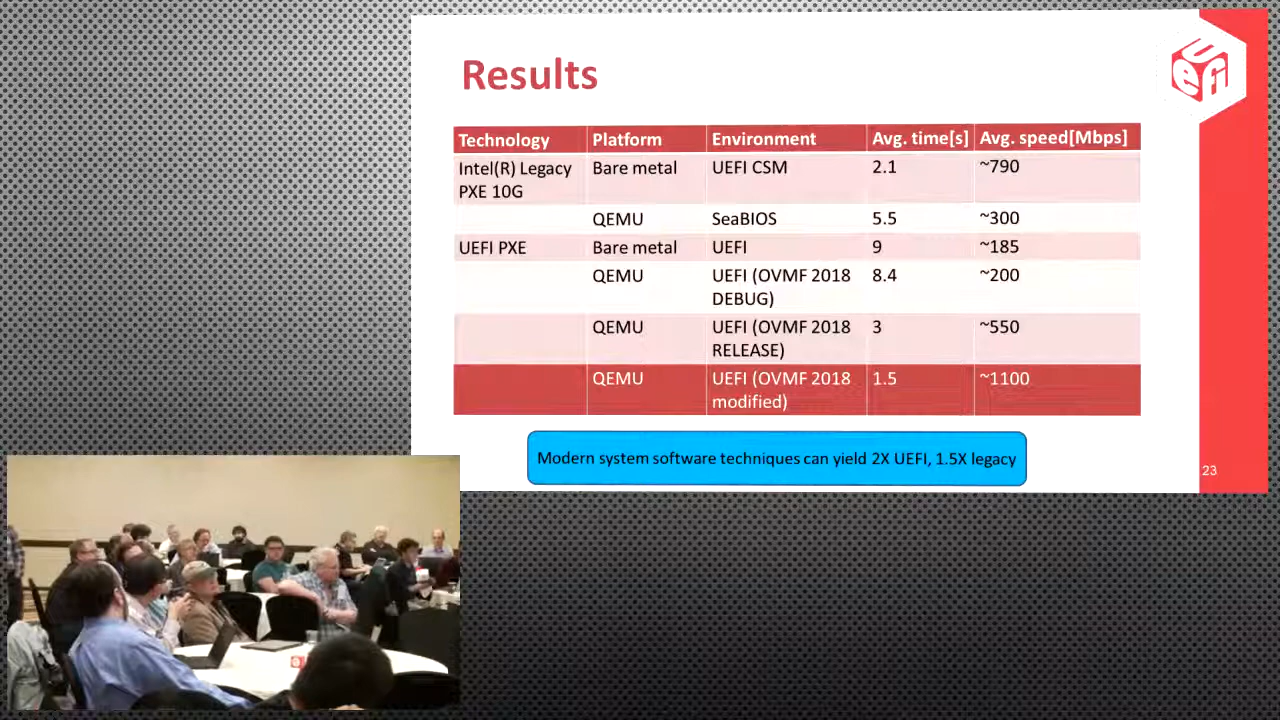 Results
UEFI
Technology Platform Environment Avg. time[s] Avg. speed[Mbps]
Intel(R) Legacy Bare metal UEFI CSM 2.1 ~790
PXE 10G
QEMU SeaBIOS 5.5 ~300
UEFI PXE Bare metal UEFI 9 ~185
QEMU UEFI (OVMF 2018 8.4 ~200
DEBUG)
QEMU UEFI (OVMF 2018 3 ~550
RELEASE)
QEMU UEFI (OVMF 2018 1.5 ~1100
modified)
Modern system software techniques can yield 2X UEFI, 1.5X legacy
23